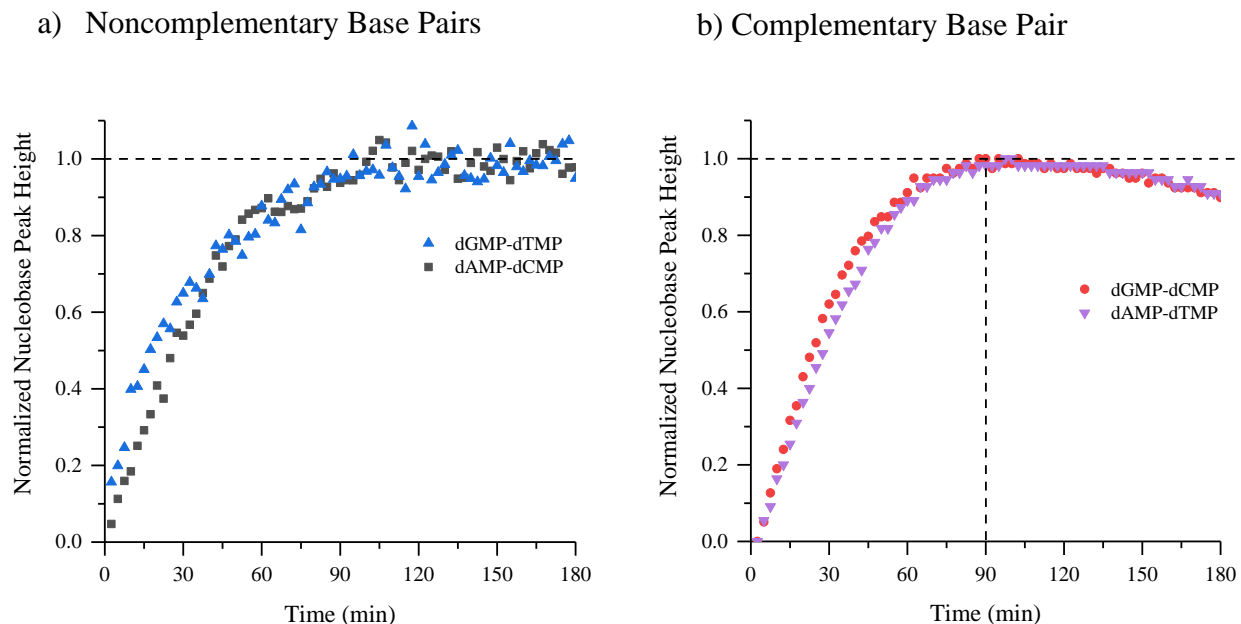 a) Noncomplementary Base Pairs
Normalized Nucleobase Peak Height
1.0
0.8
0.6
0.4
0.2
0.0
0 30 60 90 120 150 180
Time (min)
dGMP-dTMP
dAMP-dCMP
b) Complementary Base Pair
Normalized Nucleobase Peak Height
1.0
0.8
0.6
0.4
0.2
0.0
0 30 60 90 120 150 180
Time (min)
dGMP-dCMP
dAMP-dTMP